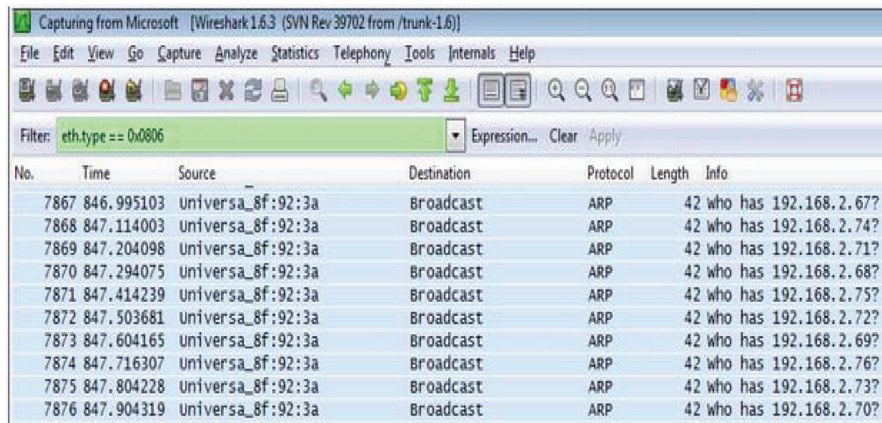 Capturing from Microsoft [Wireshark 1.6.3 (SVN Rev 39702 from /trunk-1.6)]
File Edit View Go Capture Analyze Statistics Telephony Tools Internals Help
Filter: eth.type == 0x0806 Expression... Clear Apply
No. Time Source Destination Protocol Length Info
7867 846.995103 Universa_8f:92:3a Broadcast ARP 42 Who has 192.168.2.67?
7868 847.114003 Universa_8f:92:3a Broadcast ARP 42 Who has 192.168.2.74?
7869 847.204098 Universa_8f:92:3a Broadcast ARP 42 Who has 192.168.2.71?
7870 847.294075 Universa_8f:92:3a Broadcast ARP 42 Who has 192.168.2.68?
7871 847.414239 Universa_8f:92:3a Broadcast ARP 42 Who has 192.168.2.75?
7872 847.503681 Universa_8f:92:3a Broadcast ARP 42 Who has 192.168.2.72?
7873 847.604165 Universa_8f:92:3a Broadcast ARP 42 Who has 192.168.2.69?
7874 847.716307 Universa_8f:92:3a Broadcast ARP 42 Who has 192.168.2.76?
7875 847.804228 Universa_8f:92:3a Broadcast ARP 42 Who has 192.168.2.73?
7876 847.904319 Universa_8f:92:3a Broadcast ARP 42 Who has 192.168.2.70?